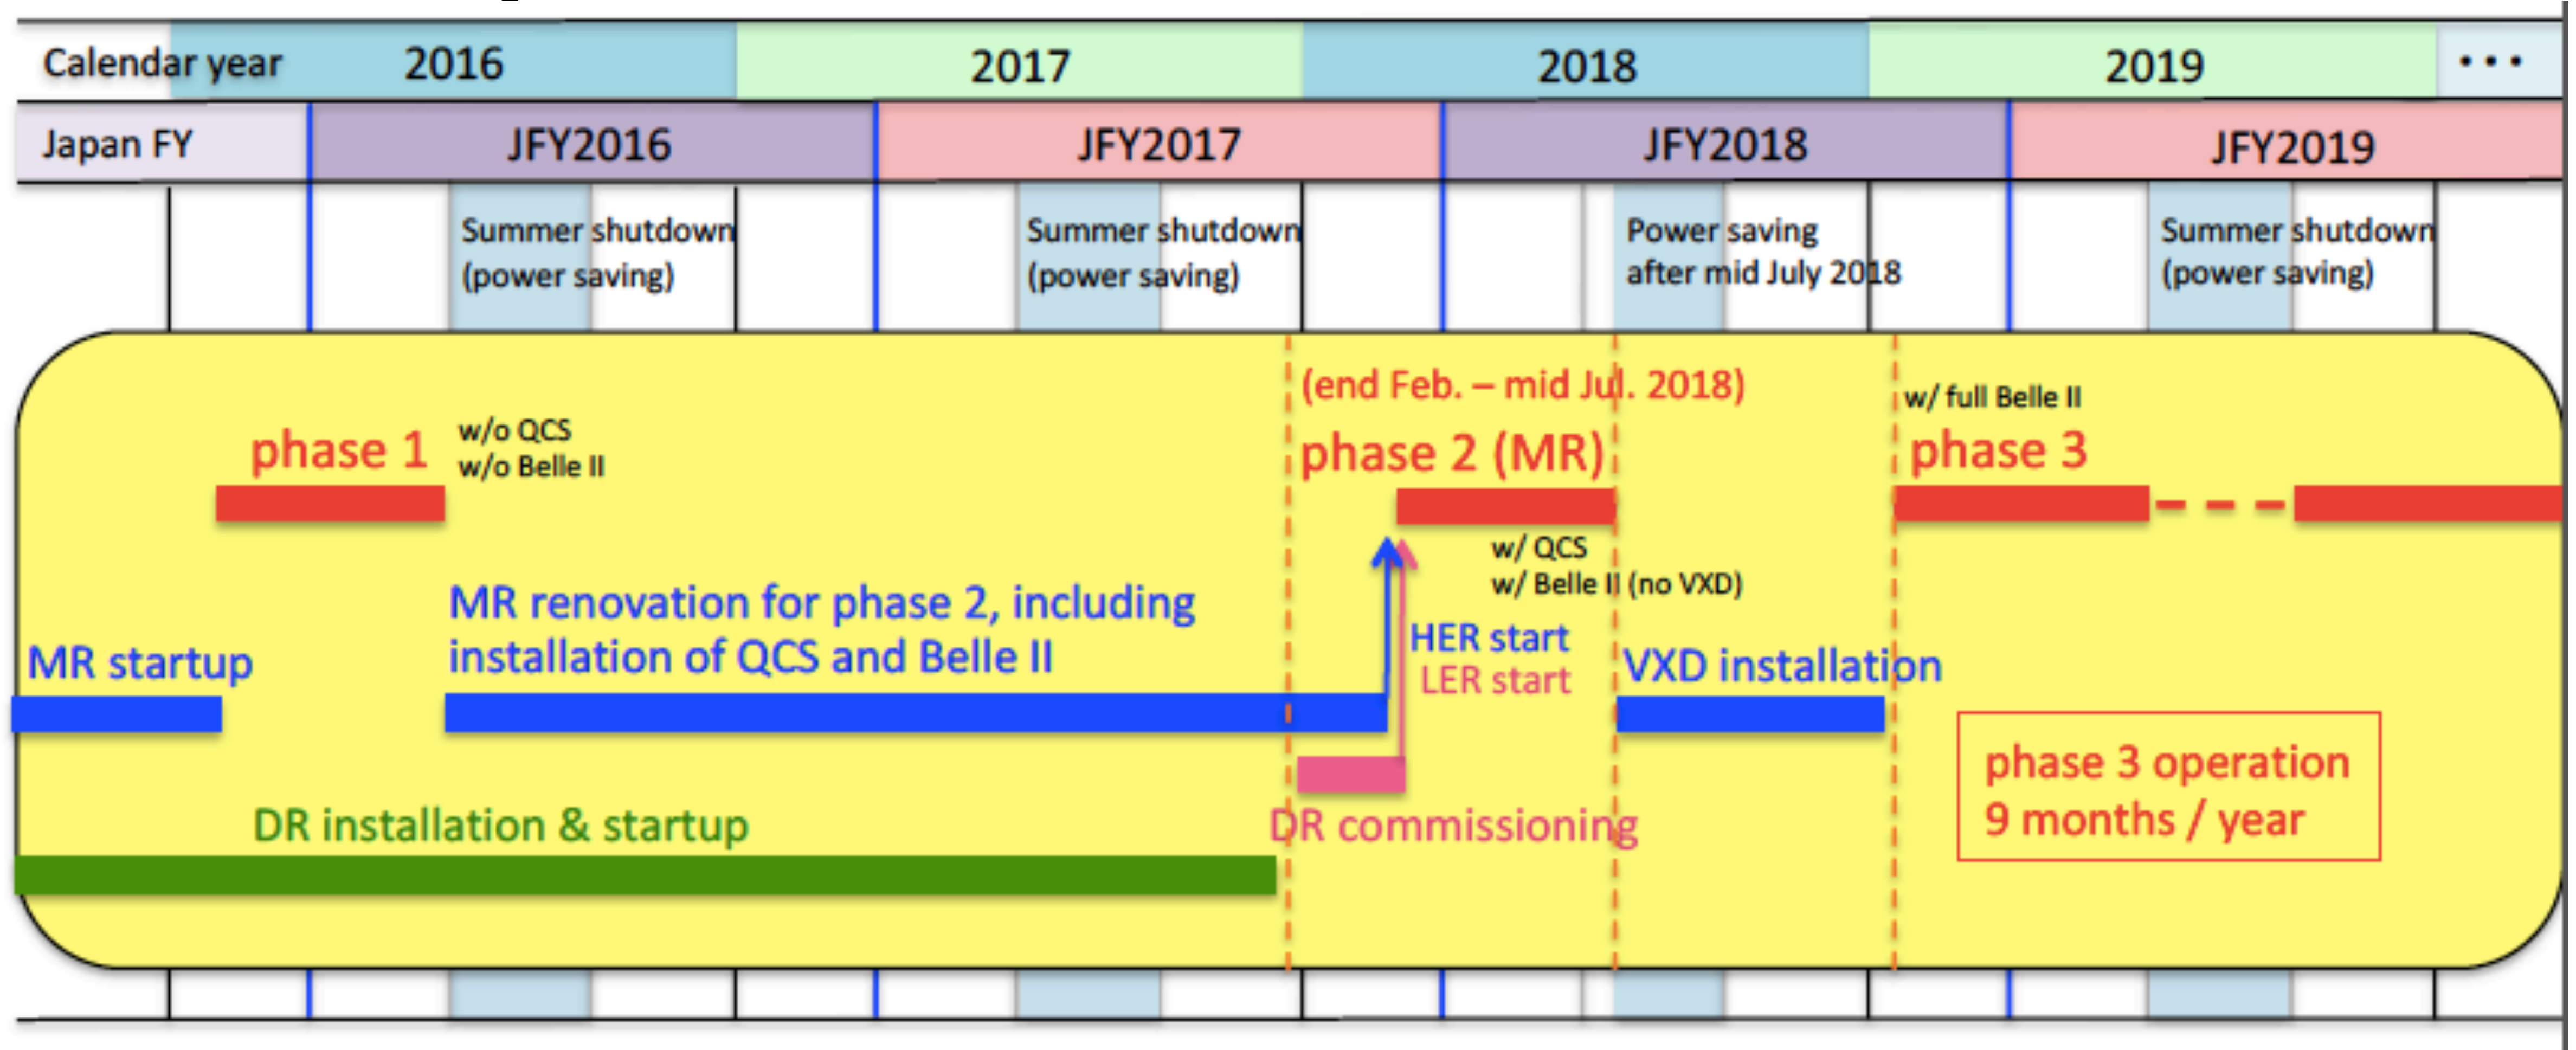 Calendar year 2016 2017 2018 2019 ...
Japan FY JFY2016 JFY2017 JFY2018 JFY2019
Summer shutdown
(power saving)
Summer shutdown
(power saving)
Power saving
after mid July 2018
Summer shutdown
(power saving)
phase 1
w/o QCS
w/o Belle II
(end Feb. – mid Jul. 2018)
phase 2 (MR)
w/ QCS
w/ Belle II (no VXD)
w/ full Belle II
phase 3
MR startup
MR renovation for phase 2, including
installation of QCS and Belle II
HER start
LER start
VXD installation
DR installation & startup
DR commissioning
phase 3 operation
9 months / year